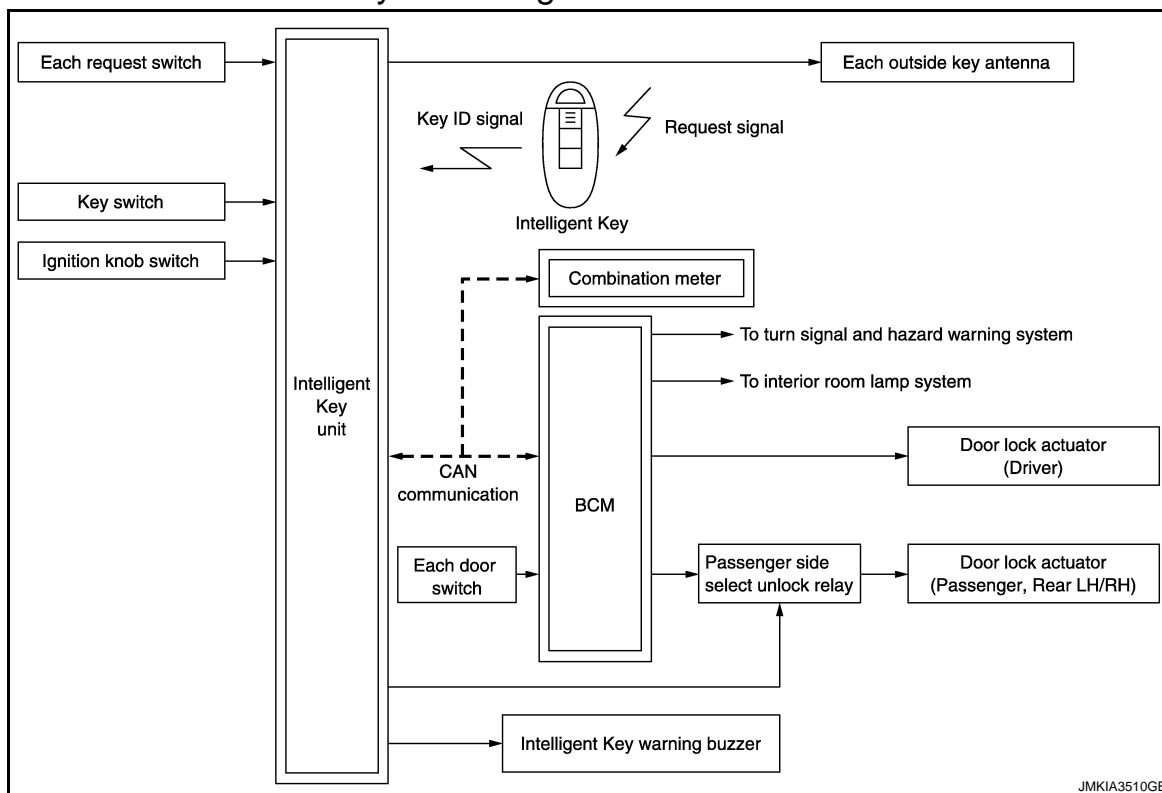 Each request switch
Each outside key antenna
Key ID signal
Request signal
Key switch
Intelligent Key
Ignition knob switch
Combination meter
To turn signal and hazard warning system
To interior room lamp system
Intelligent
Key
unit
Door lock actuator
(Driver)
CAN
communication
BCM
Each door
switch
Passenger side
select unlock relay
Door lock actuator
(Passenger, Rear LH/RH)
Intelligent Key warning buzzer
JMKIA3510GB